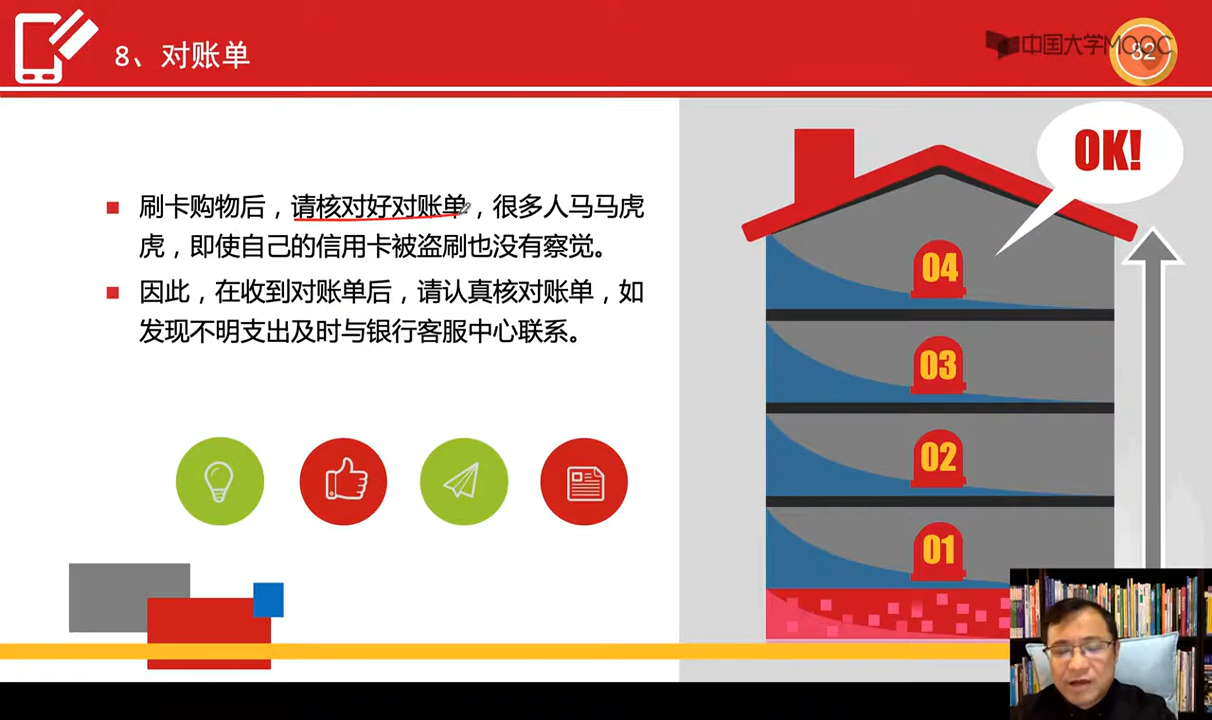 8、对账单
中国大学MOOC
82
刷卡购物后，请核对好对账单，很多人马马虎
虎，即使自己的信用卡被盗刷也没有察觉。
因此，在收到对账单后，请认真核对账单，如
发现不明支出及时与银行客服中心联系。
OK!
04
03
02
01